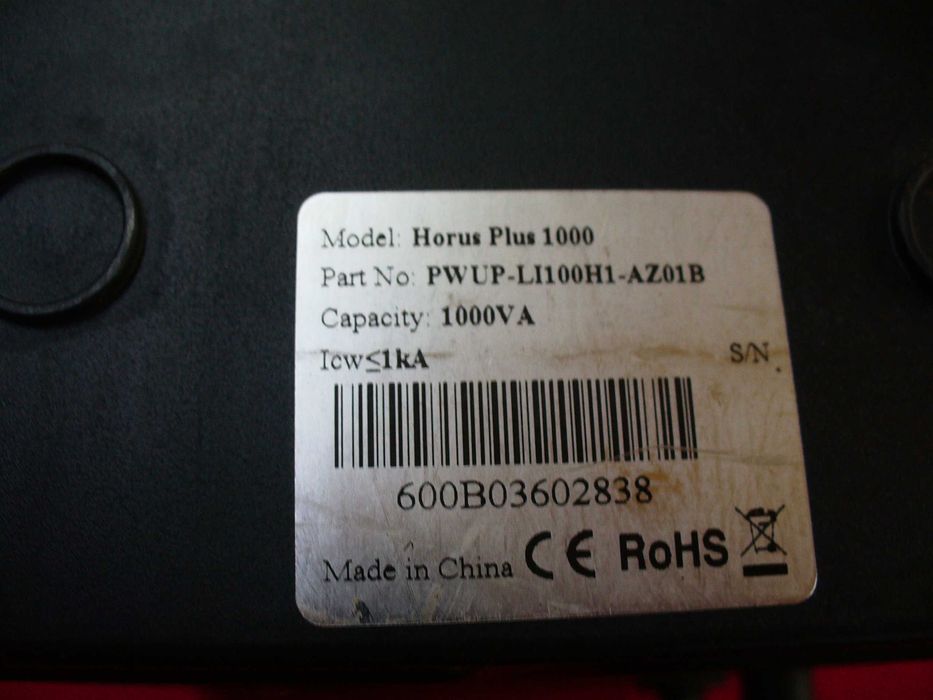 Model: Horus Plus 1000
Part No: PWUP-LI100H1-AZ01B
Capacity: 1000VA
Icw≤1kA S/N
600B03602838
Made in China CE RoHS